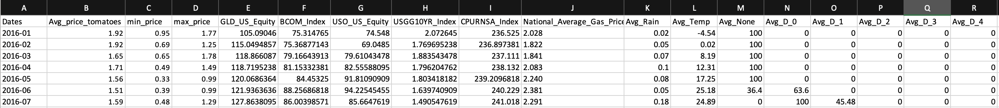 A B C D E F G H I J K L M N O P Q R
Dates Avg_price_tomatoes min_price max_price GLD_US_Equity BCOM_Index USO_US_Equity USGG10YR_Index CPURNSA_Index National_Average_Gas_Price Avg_Rain Avg_Temp Avg_None Avg_D_0 Avg_D_1 Avg_D_2 Avg_D_3 Avg_D_4
2016-01 1.92 0.95 1.77 105.09046 75.314765 74.548 2.072645 236.525 2.028 0.02 -4.54 100 0 0 0 0 0
2016-02 1.92 0.69 1.25 115.0494857 75.36877143 69.0485 1.769695238 236.897381 1.822 0.05 0.02 100 0 0 0 0 0
2016-03 1.65 0.65 1.78 118.866087 79.16643913 79.61043478 1.883543478 237.111 1.841 0.07 8.19 100 0 0 0 0 0
2016-04 1.71 0.49 1.49 118.7195238 81.15332381 82.55588095 1.796204762 238.132 2.083 0.1 12.31 100 0 0 0 0 0
2016-05 1.56 0.33 0.99 120.0686364 84.45325 91.81090909 1.803418182 239.2096818 2.240 0.08 17.25 100 0 0 0 0 0
2016-06 1.51 0.39 0.99 121.9363636 88.25686818 94.22545455 1.639740909 240.229 2.381 0.05 25.18 36.4 63.6 0 0 0 0
2016-07 1.59 0.48 1.29 127.8638095 86.00398571 85.6647619 1.490547619 241.018 2.291 0.18 24.89 0 100 45.48 0 0 0